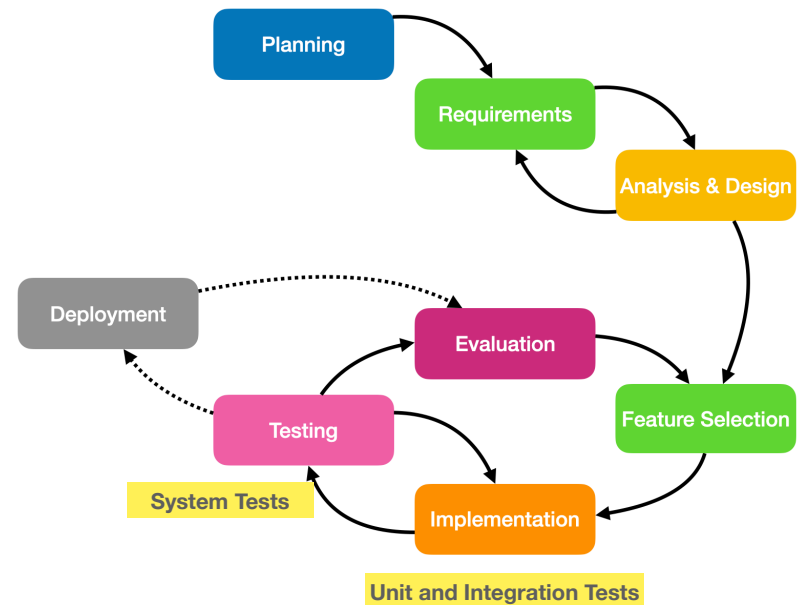 Planning
Requirements
Analysis & Design
Deployment
Evaluation
Feature Selection
Testing
System Tests
Implementation
Unit and Integration Tests